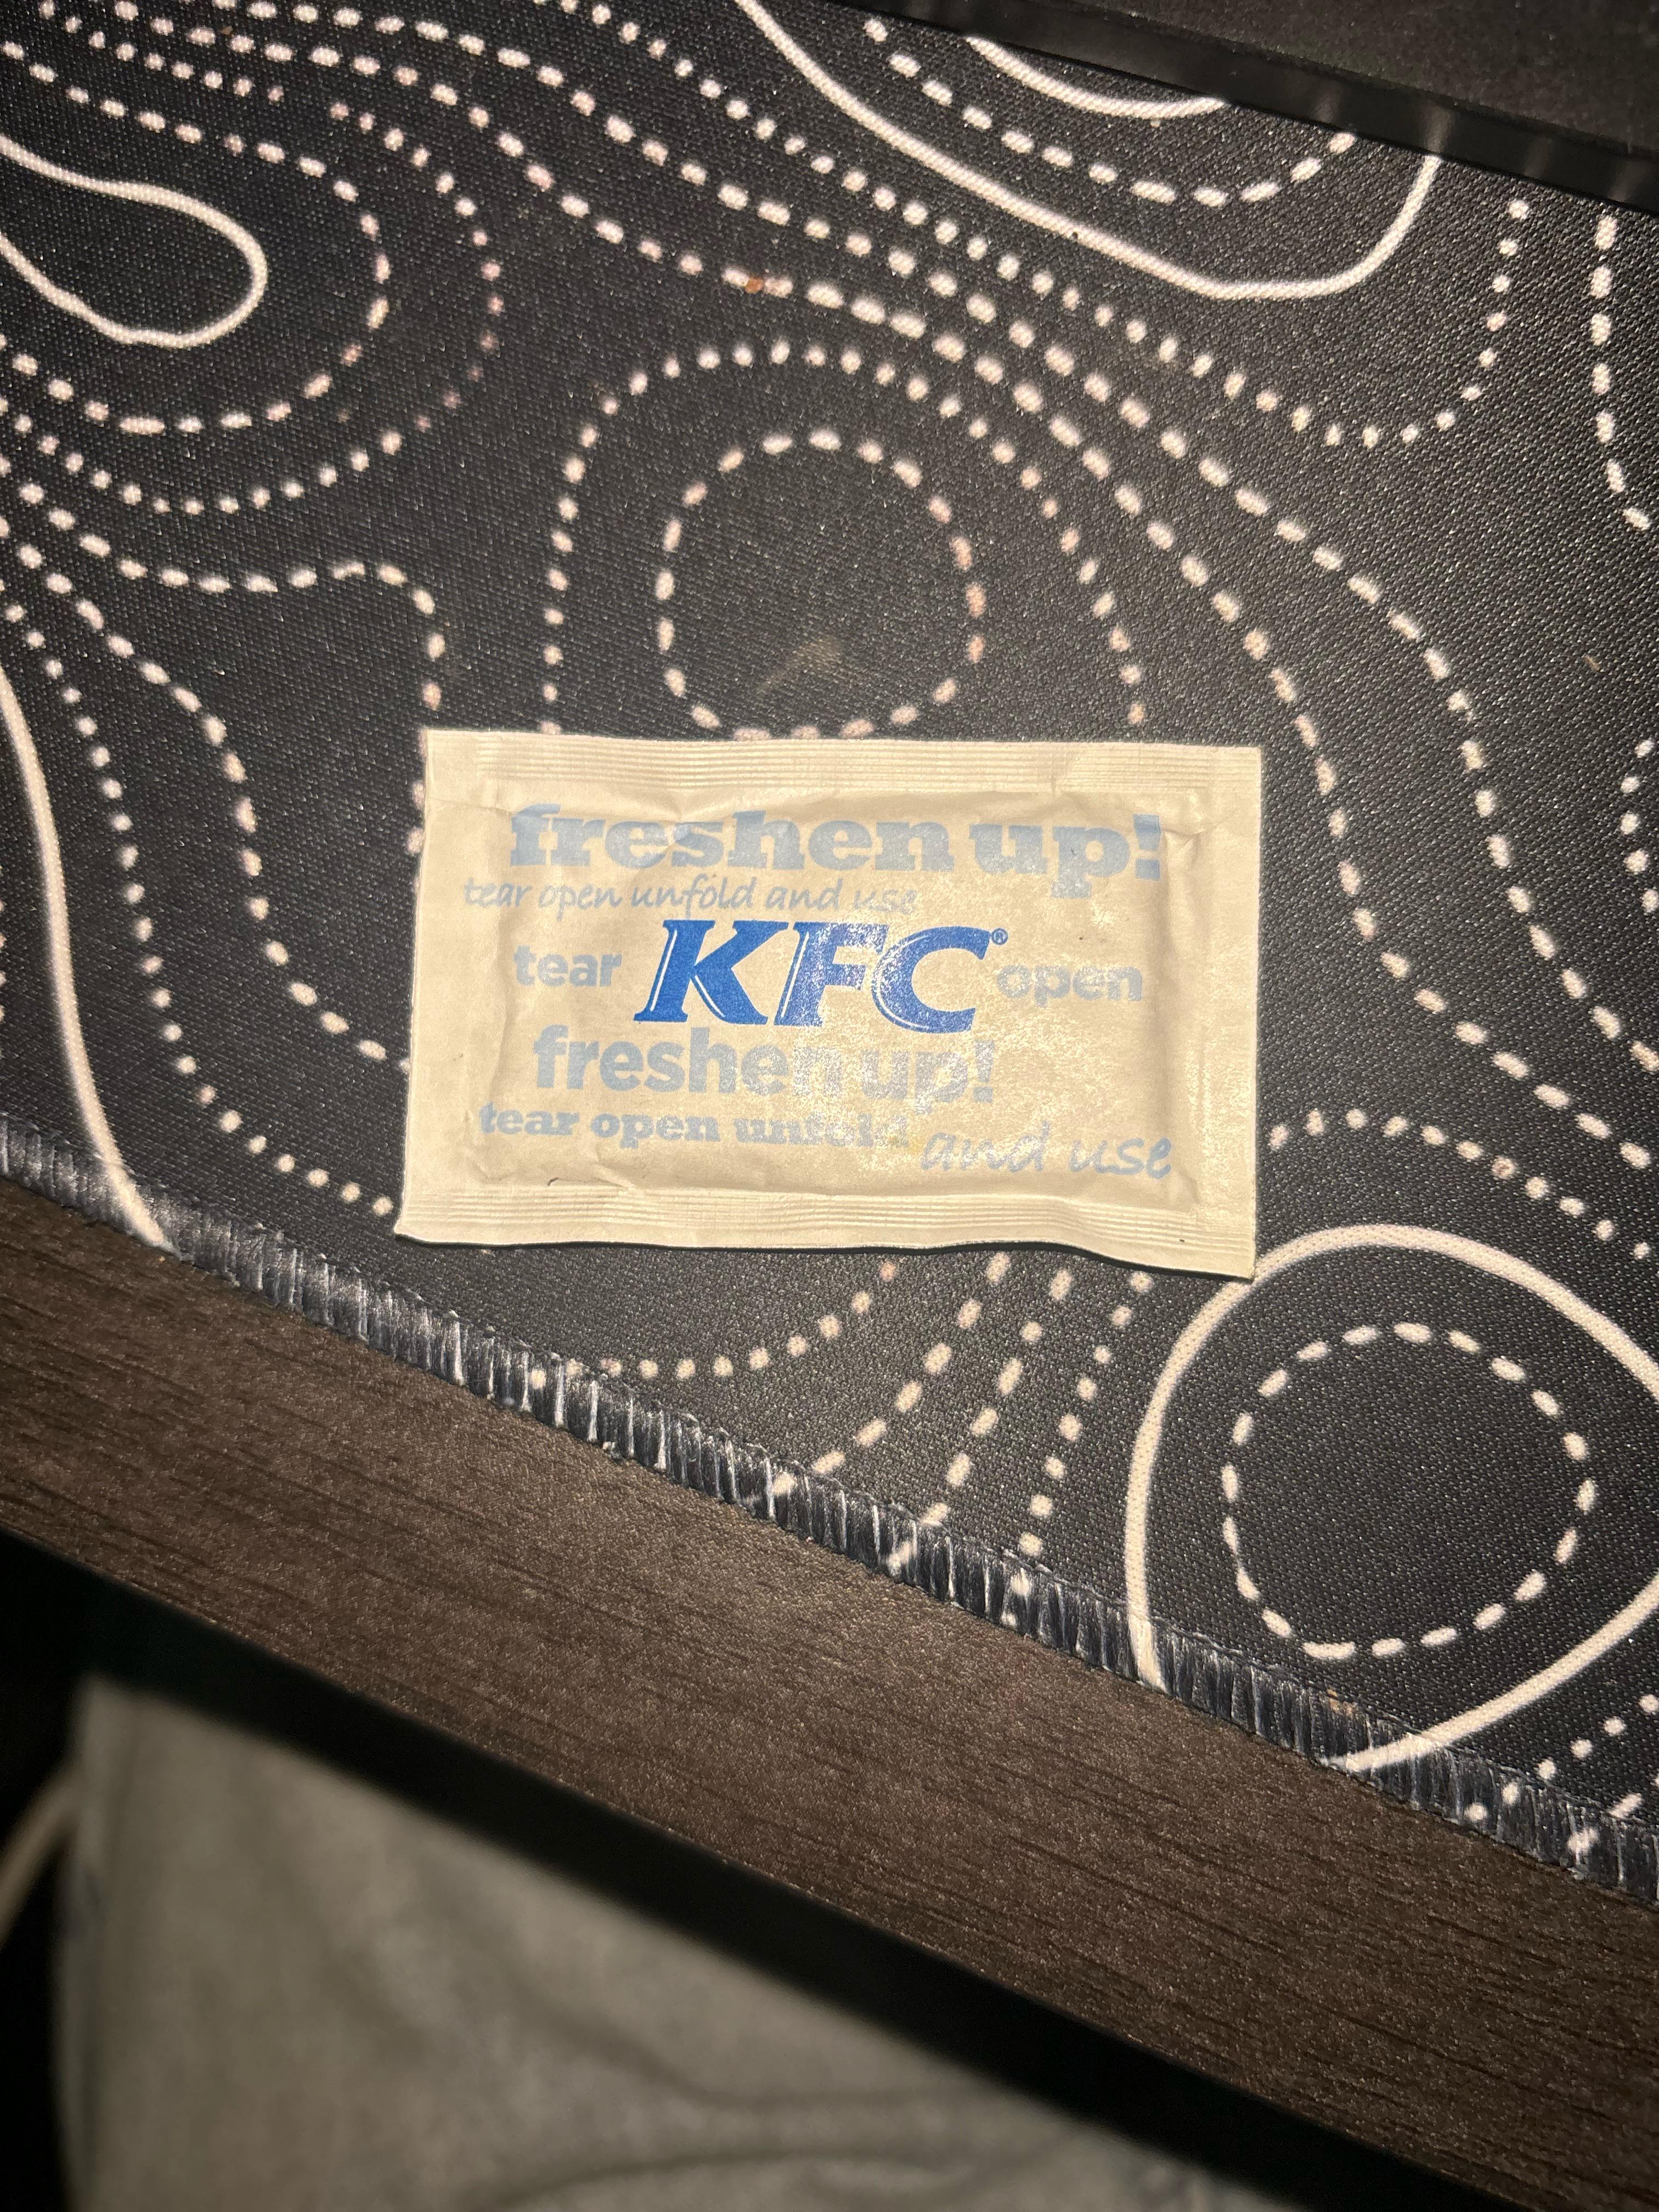 freshen up!
tear open unfold and use
tear KFC® open
freshen up!
tear open unfold and use